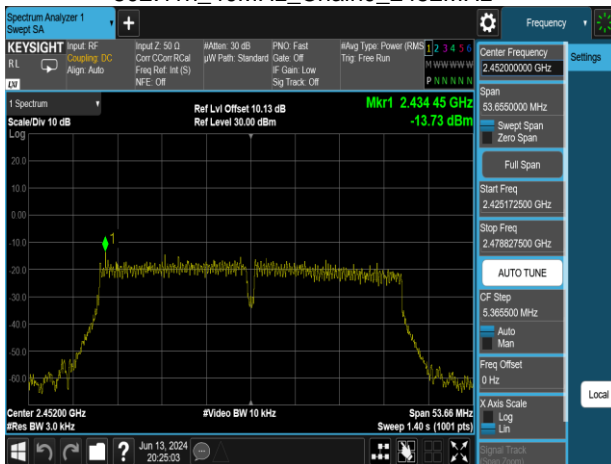 Spectrum Analyzer 1
Swept SA
Frequency
KEYSIGHT
RL
LXI
Input: RF
Coupling: DC
Align: Auto
Input Z: 50 Ω
Corr CCorr RCal
Freq Ref: Int (S)
NFE: Off
#Atten: 30 dB
µW Path: Standard
PNO: Fast
Gate: Off
IF Gain: Low
Sig Track: Off
#Avg Type: Power (RMS
Trig: Free Run
1 2 3 4 5 6
M W W W W W
P N N N N N
Center Frequency
2.452000000 GHz
Settings
Span
53.6550000 MHz
Swept Span
Zero Span
Full Span
Start Freq
2.425172500 GHz
Stop Freq
2.478827500 GHz
AUTO TUNE
CF Step
5.365500 MHz
Auto
Man
Freq Offset
0 Hz
X Axis Scale
Log
Lin
Signal Track
(Span Zoom)
Local
1 Spectrum
Scale/Div 10 dB
Log
Ref Lvl Offset 10.13 dB
Ref Level 30.00 dBm
Mkr1 2.434 45 GHz
-13.73 dBm
20.0
10.0
0.00
-10.0
-20.0
-30.0
-40.0
-50.0
-60.0
1
Center 2.45200 GHz
#Res BW 3.0 kHz
#Video BW 10 kHz
Span 53.66 MHz
Sweep 1.40 s (1001 pts)
Jun 13, 2024
20:25:03